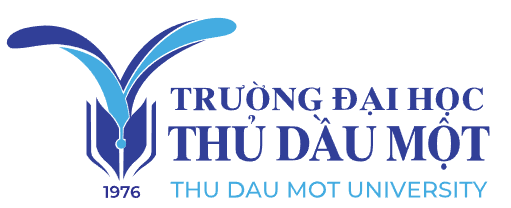 TRƯỜNG ĐẠI HỌC
THỦ DẦU MỘT
1976
THU DAU MOT UNIVERSITY